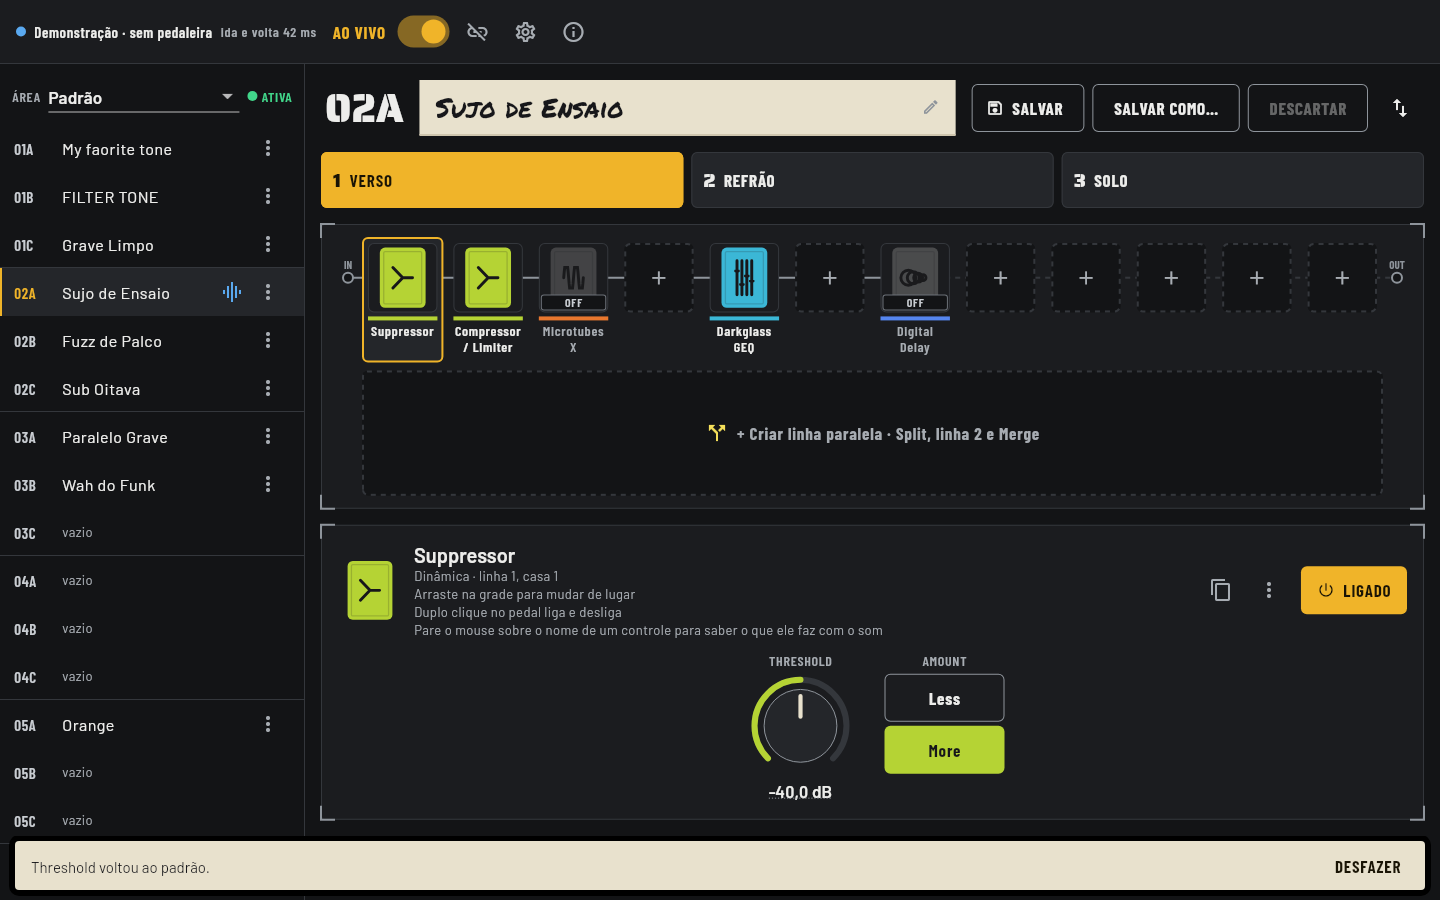 Demonstração · sem pedaleira
Ida e volta 42 ms
AO VIVO
ÁREA
Padrão
ATIVA
01A My faorite tone
01B FILTER TONE
01C Grave Limpo
02A Sujo de Ensaio
02B Fuzz de Palco
02C Sub Oitava
03A Paralelo Grave
03B Wah do Funk
03C vazio
04A vazio
04B vazio
04C vazio
05A Orange
05B vazio
05C vazio
02A
Sujo de Ensaio
SALVAR
SALVAR COMO...
DESCARTAR
1 VERSO
2 REFRÃO
3 SOLO
IN
OFF
OFF
OUT
Suppressor
Compressor
/ Limiter
Microtubes
X
Darkglass
GEQ
Digital
Delay
+ Criar linha paralela · Split, linha 2 e Merge
Suppressor
Dinâmica · linha 1, casa 1
Arraste na grade para mudar de lugar
Duplo clique no pedal liga e desliga
Pare o mouse sobre o nome de um controle para saber o que ele faz com o som
LIGADO
THRESHOLD
-40,0 dB
AMOUNT
Less
More
Threshold voltou ao padrão.
DESFAZER